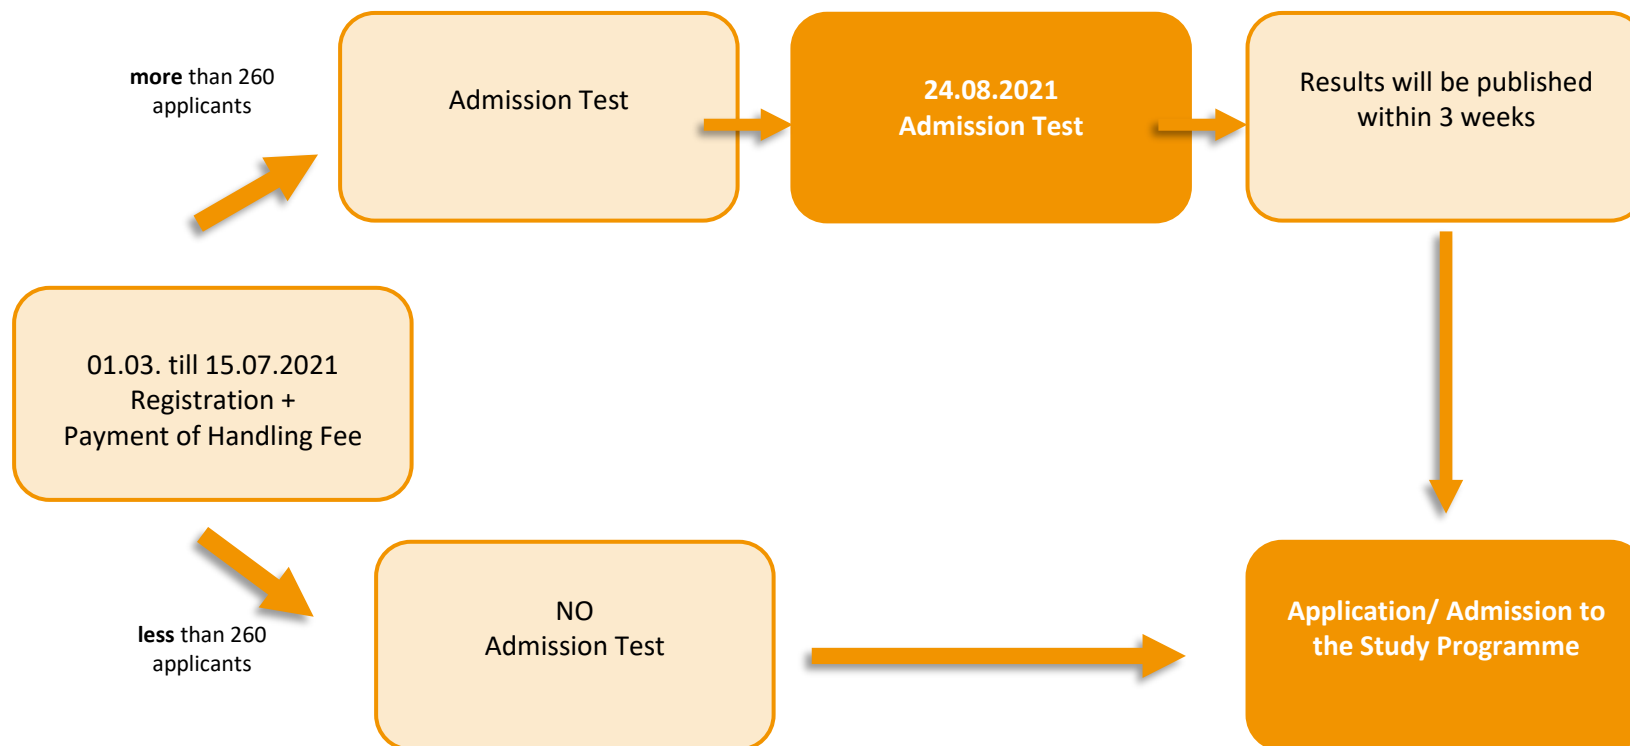 more than 260
applicants
Admission Test
24.08.2021
Admission Test
Results will be published
within 3 weeks
01.03. till 15.07.2021
Registration +
Payment of Handling Fee
less than 260
applicants
NO
Admission Test
Application/ Admission to
the Study Programme